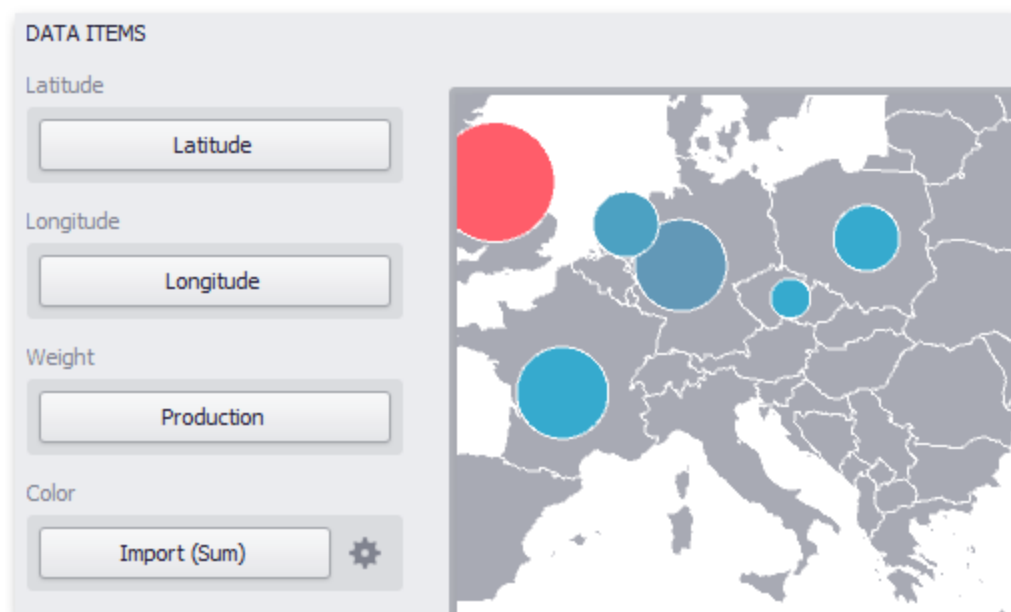 DATA ITEMS
Latitude
Latitude
Longitude
Longitude
Weight
Production
Color
Import (Sum)